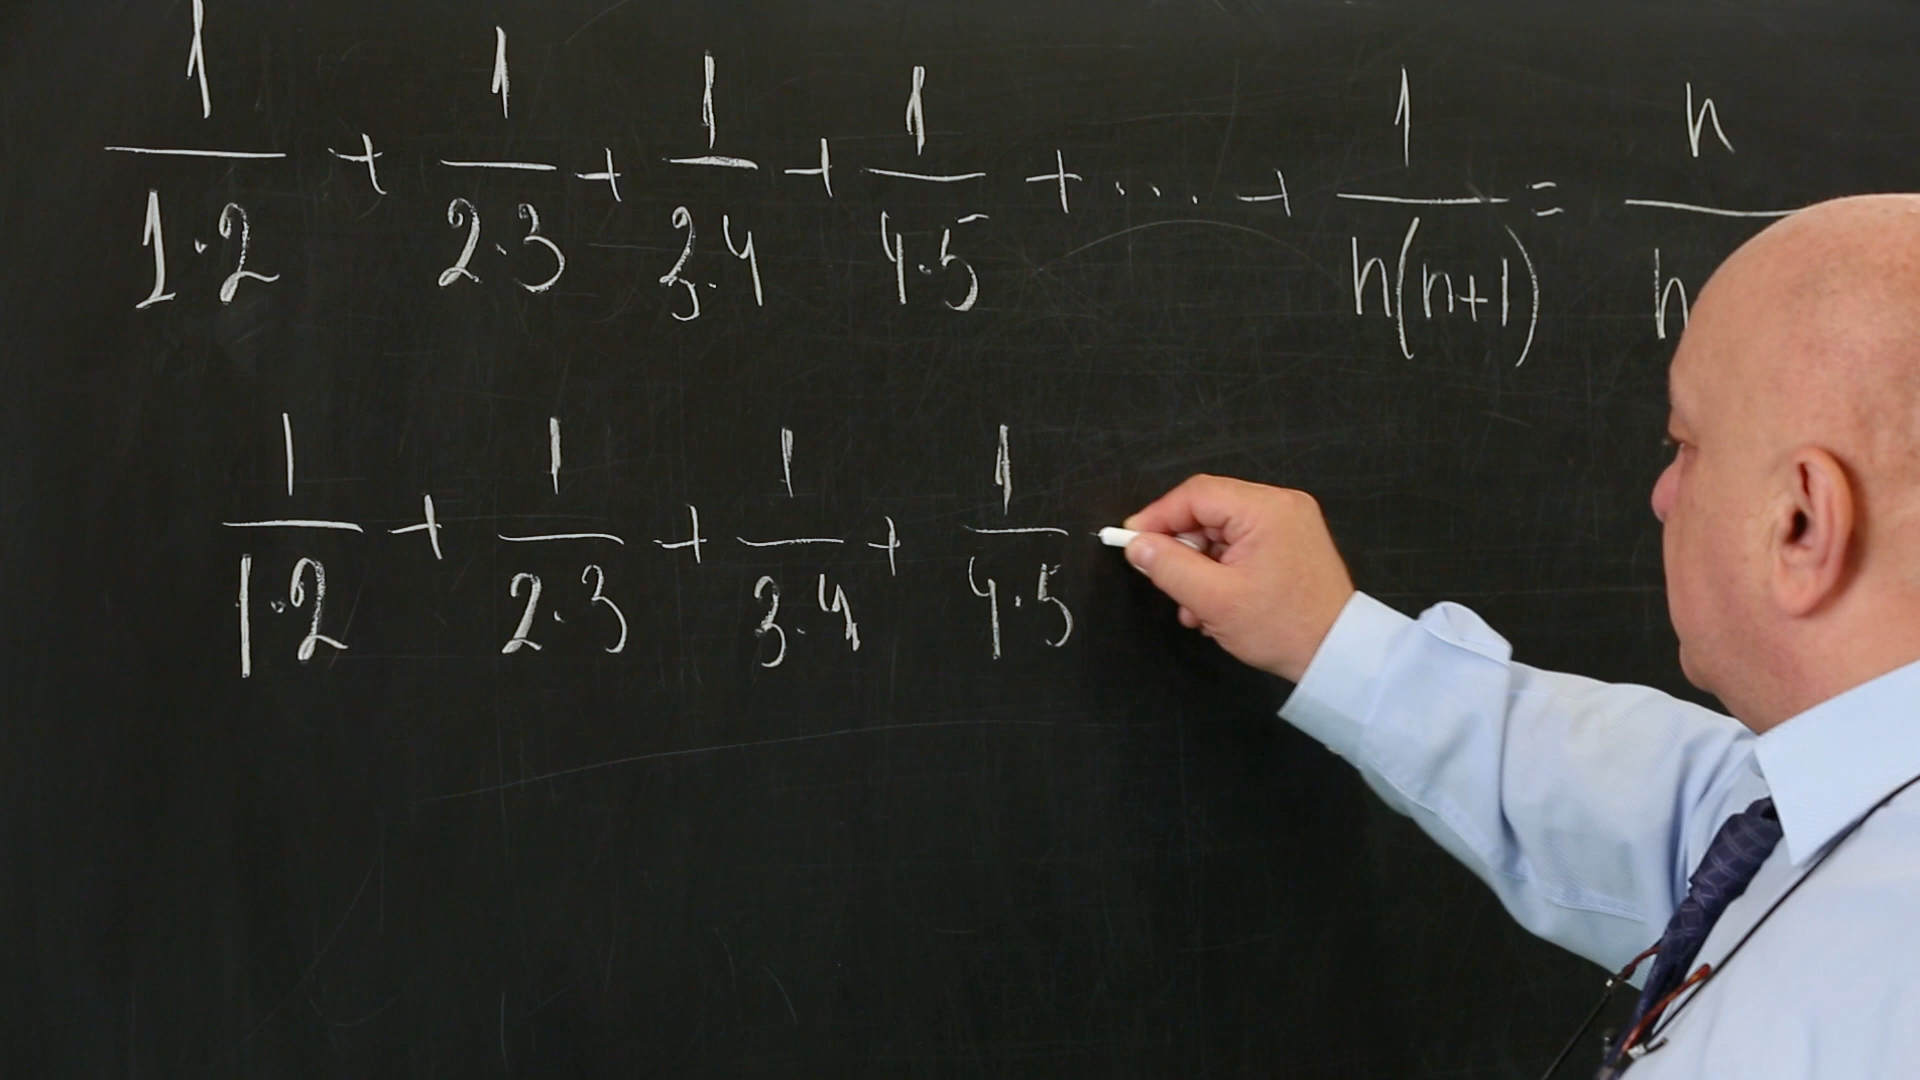 1/(1·2) + 1/(2·3) + 1/(3·4) + 1/(4·5) + ... + 1/(n(n+1)) = n/n
1/(1·2) + 1/(2·3) + 1/(3·4) + 1/(4·5)